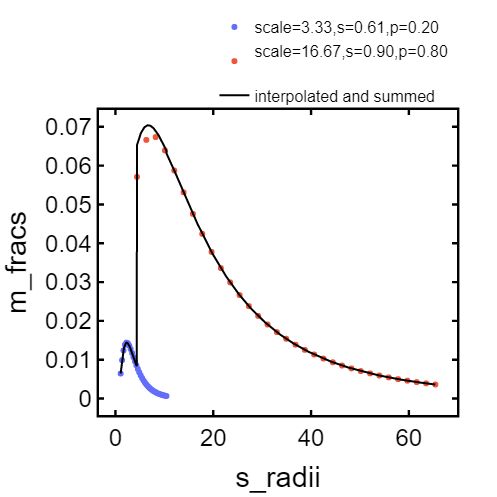 scale=3.33,s=0.61,p=0.20
scale=16.67,s=0.90,p=0.80
interpolated and summed
0.07
0.06
0.05
0.04
0.03
0.02
0.01
0
m_fracs
0 20 40 60
s_radii